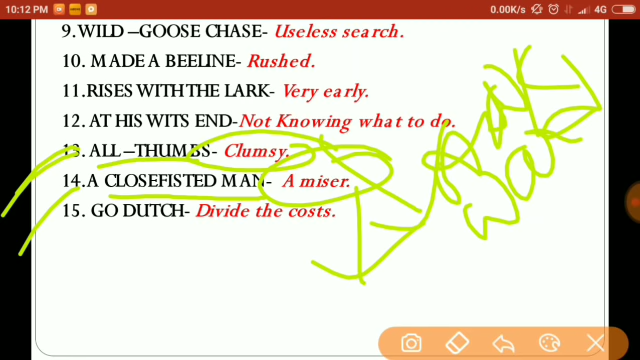 10:12 PM
0.00K/s
4G
9.WILD –GOOSE CHASE- Useless search.
10. MADE A BEELINE- Rushed.
11.RISES WITH THE LARK- Very early.
12. AT HIS WITS END-Not Knowing what to do.
13. ALL–THUMBS- Clumsy.
14.A CLOSEFISTED MAN- A miser.
15. GO DUTCH- Divide the costs.